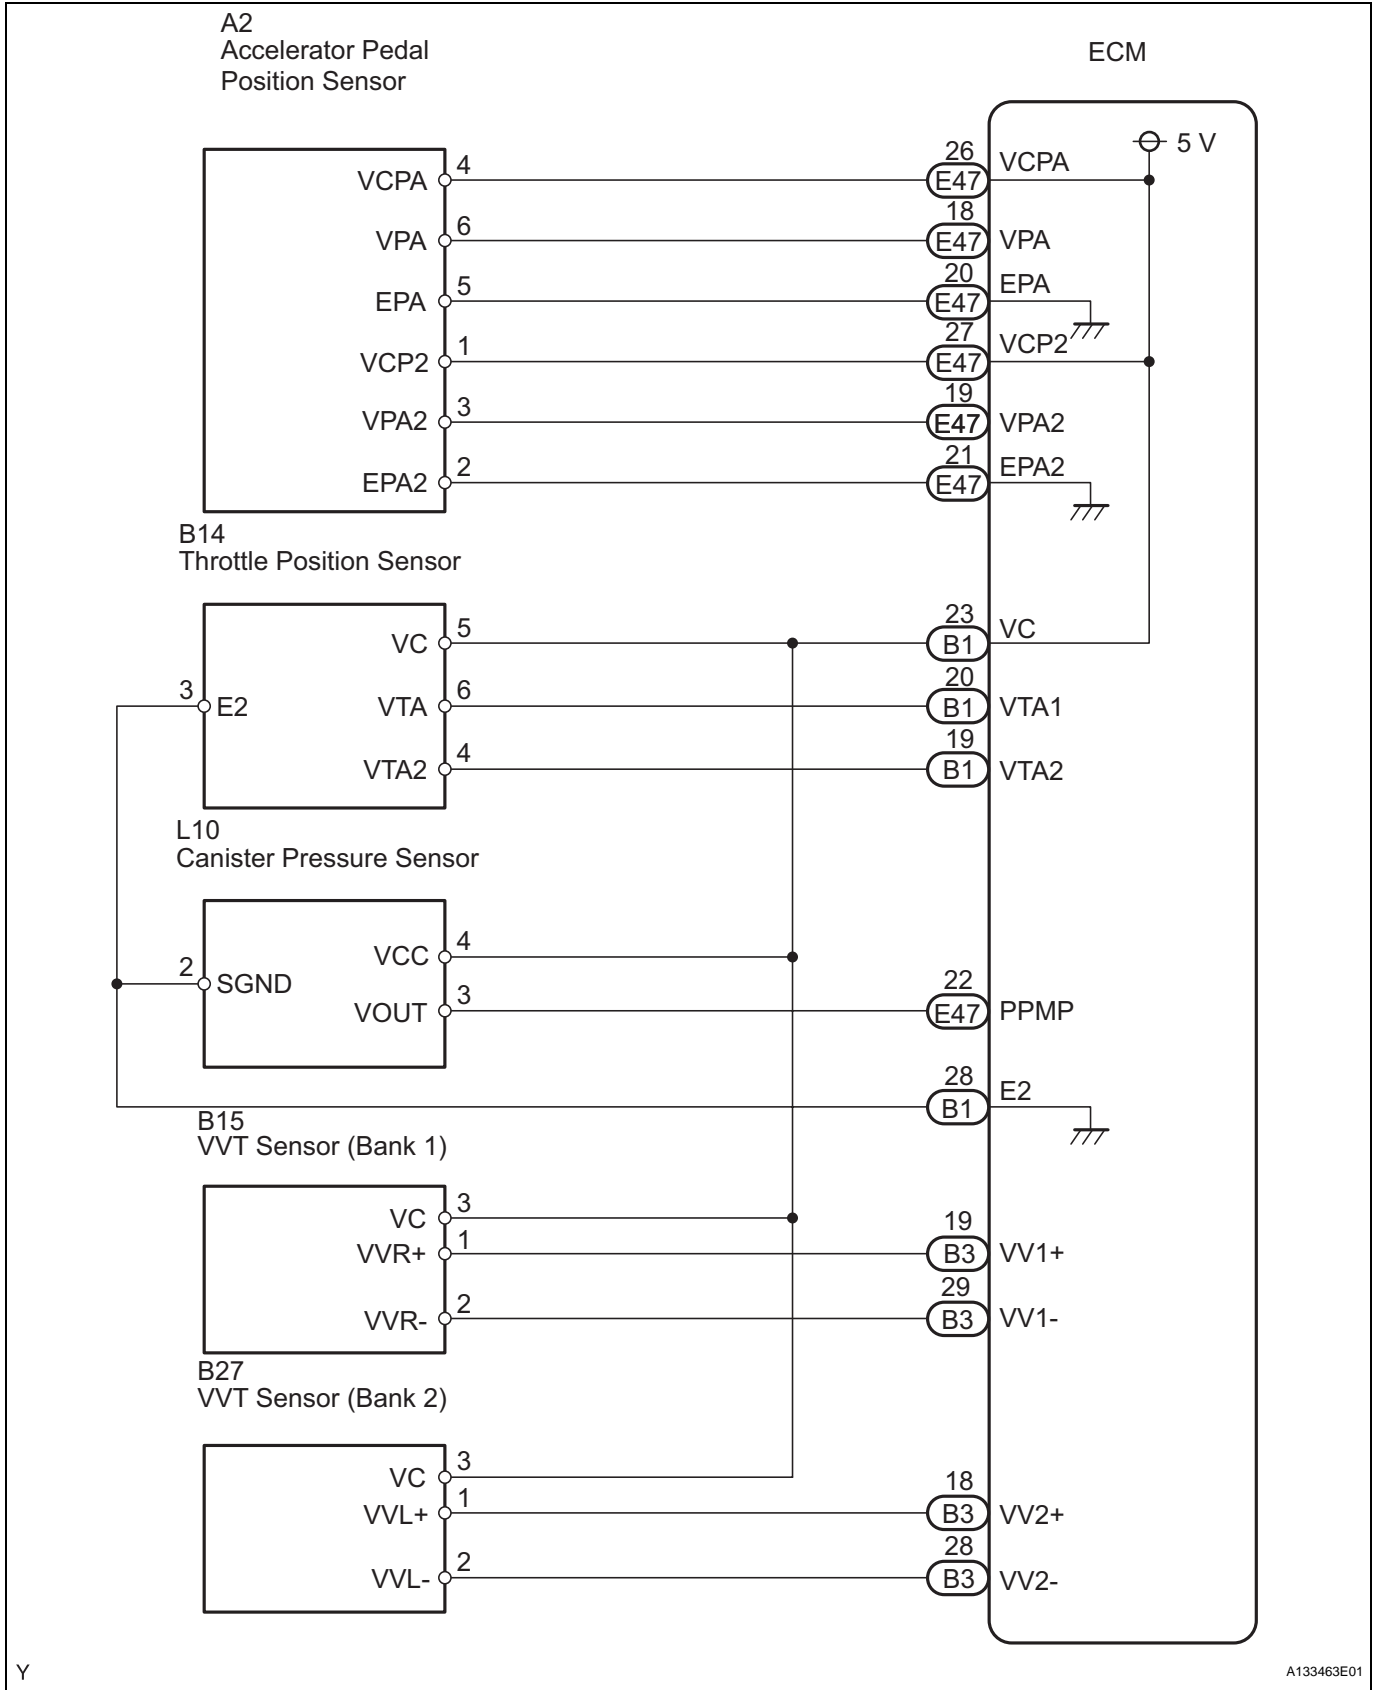 A2
Accelerator Pedal
Position Sensor
ECM
5 V
VCPA 4 26 E47 VCPA
VPA 6 18 E47 VPA
EPA 5 20 E47 EPA
VCP2 1 27 E47 VCP2
VPA2 3 19 E47 VPA2
EPA2 2 21 E47 EPA2
B14
Throttle Position Sensor
VC 5 23 B1 VC
3 E2 VTA 6 20 B1 VTA1
VTA2 4 19 B1 VTA2
L10
Canister Pressure Sensor
VCC 4
2 SGND
VOUT 3 22 E47 PPMP
28 B1 E2
B15
VVT Sensor (Bank 1)
VC 3
VVR+ 1 19 B3 VV1+
VVR- 2 29 B3 VV1-
B27
VVT Sensor (Bank 2)
VC 3
VVL+ 1 18 B3 VV2+
VVL- 2 28 B3 VV2-
Y
A133463E01